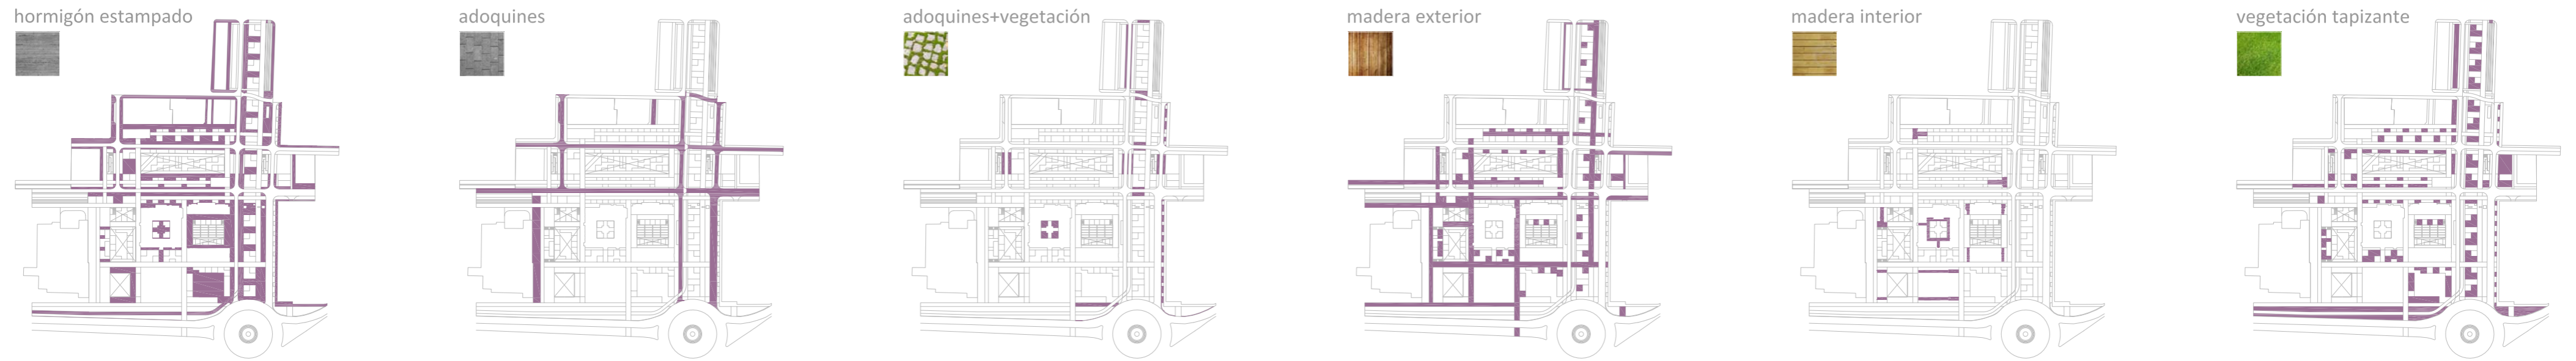 hormigón estampado
adoquines
adoquines+vegetación
madera exterior
madera interior
vegetación tapizante